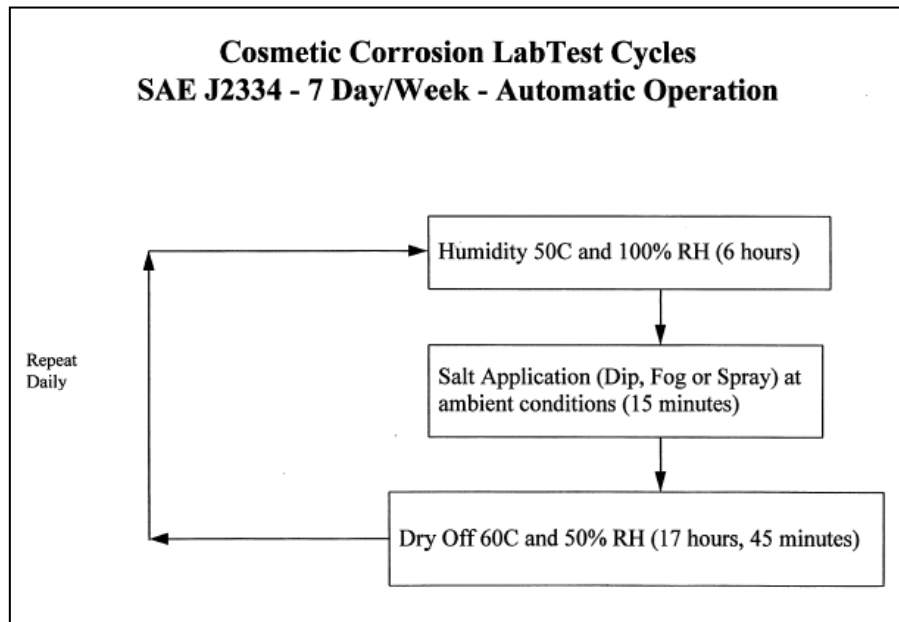 Cosmetic Corrosion LabTest Cycles
SAE J2334 - 7 Day/Week - Automatic Operation
Humidity 50C and 100% RH (6 hours)
Repeat
Daily
Salt Application (Dip, Fog or Spray) at
ambient conditions (15 minutes)
Dry Off 60C and 50% RH (17 hours, 45 minutes)